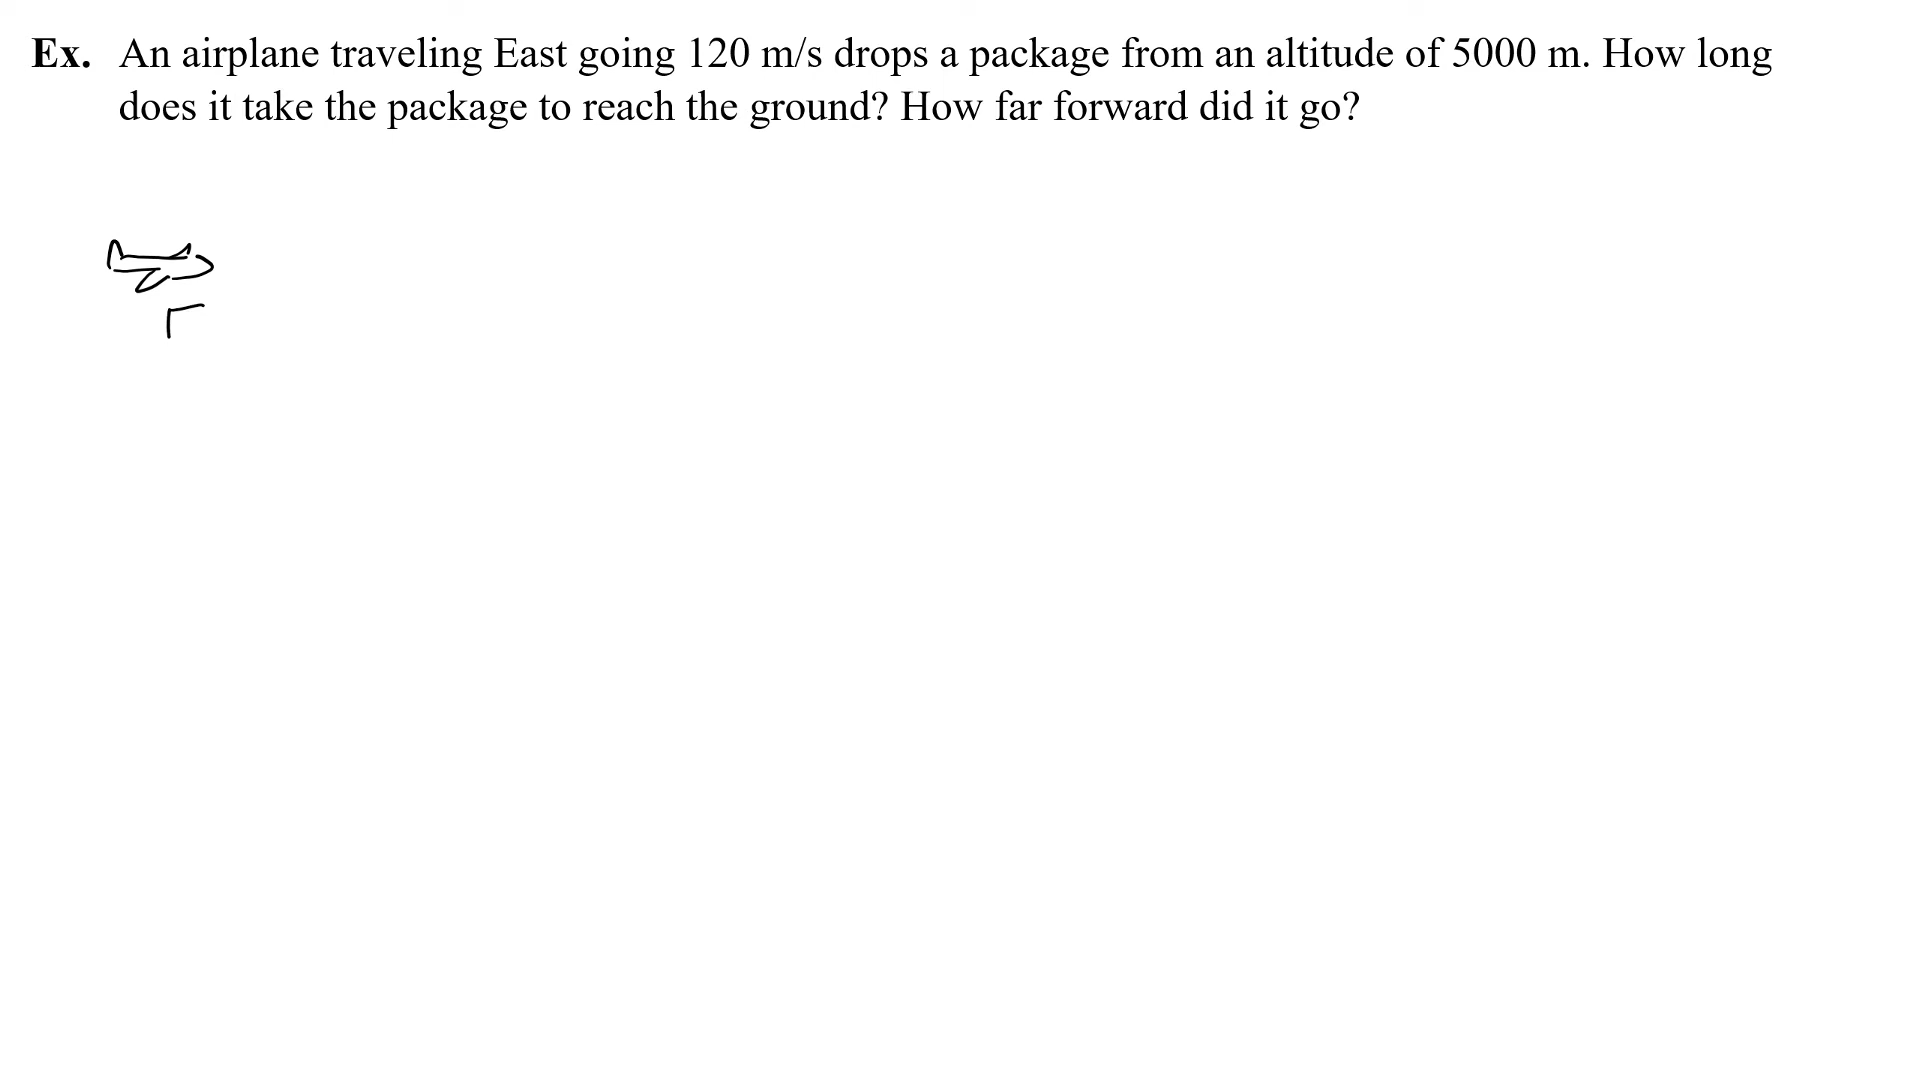 Ex. An airplane traveling East going 120 m/s drops a package from an altitude of 5000 m. How long
does it take the package to reach the ground? How far forward did it go?